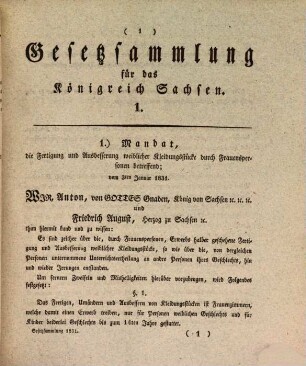 ( 1 )
Gesetzsammlung
für das
Königreich Sachsen.
1.
1.) Mandat,
die Fertigung und Ausbesserung weiblicher Kleidungsstücke durch Frauensper-
sonen betreffend;
vom 3ten Januar 1831.
WIR, Anton, von GOTTES Gnaden, König von Sachsen ꝛc. ꝛc. ꝛc.
und
Friedrich August, Herzog zu Sachsen ꝛc.
thun hiermit kund und zu wissen:
Es sind zeither über die, durch Frauenspersonen, Erwerbs halber geschehene Ferti-
gung und Ausbesserung weiblicher Kleidungsstücke, so wie über die, von dergleichen
Personen unternommene Unterrichtsertheilung an andere Personen ihres Geschlechts, hin
und wieder Irrungen entstanden.
Um fernern Zweifeln und Mißhelligkeiten hierüber vorzubeugen, wird Folgendes
festgesetzt:
§. 1.
Das Fertigen, Umändern und Ausbessern von Kleidungsstücken ist Frauenzimmern,
welche damit einen Erwerb treiben, nur für Personen weiblichen Geschlechts und für
Kinder beiderlei Geschlechts bis zum Jahre gestattet.
Gesetzsammlung 1831.
( 1 )